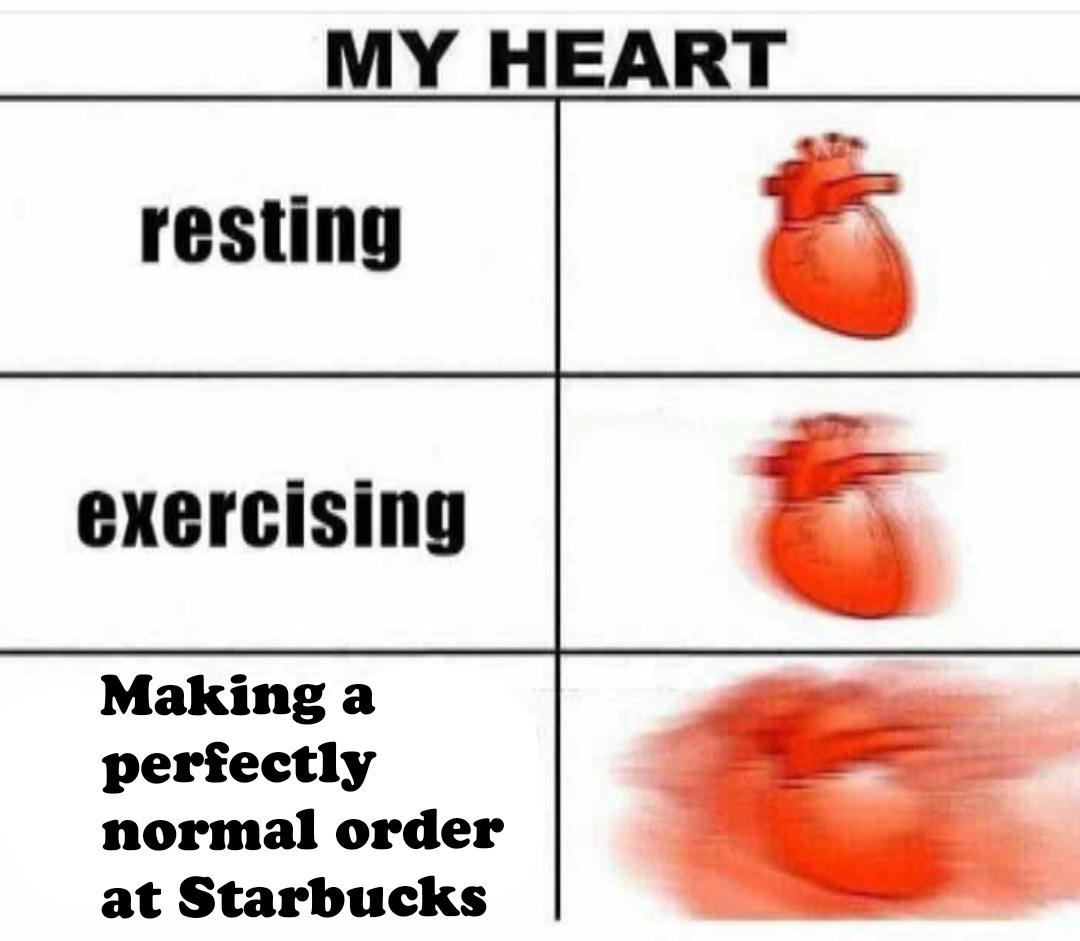 MY HEART
resting
exercising
Making a
perfectly
normal order
at Starbucks